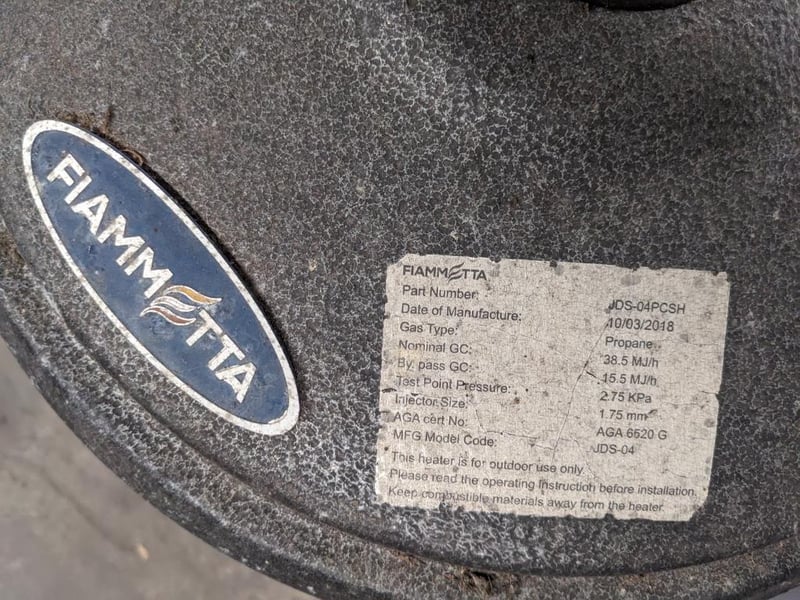 FIAMMETTA
FIAMMETTA
Part Number: JDS-04PCSH
Date of Manufacture: 10/03/2018
Gas Type: Propane
Nominal GC: 38.5 MJ/h
By. pass GC: 15.5 MJ/h
Test Point Pressure: 2.75 KPa
Injector Size: 1.75 mm
AGA cert No: AGA 6520 G
MFG Model Code: JDS-04
This heater is for outdoor use only
Please read the operating Instruction before installation.
Keep combustible materials away from the heater.